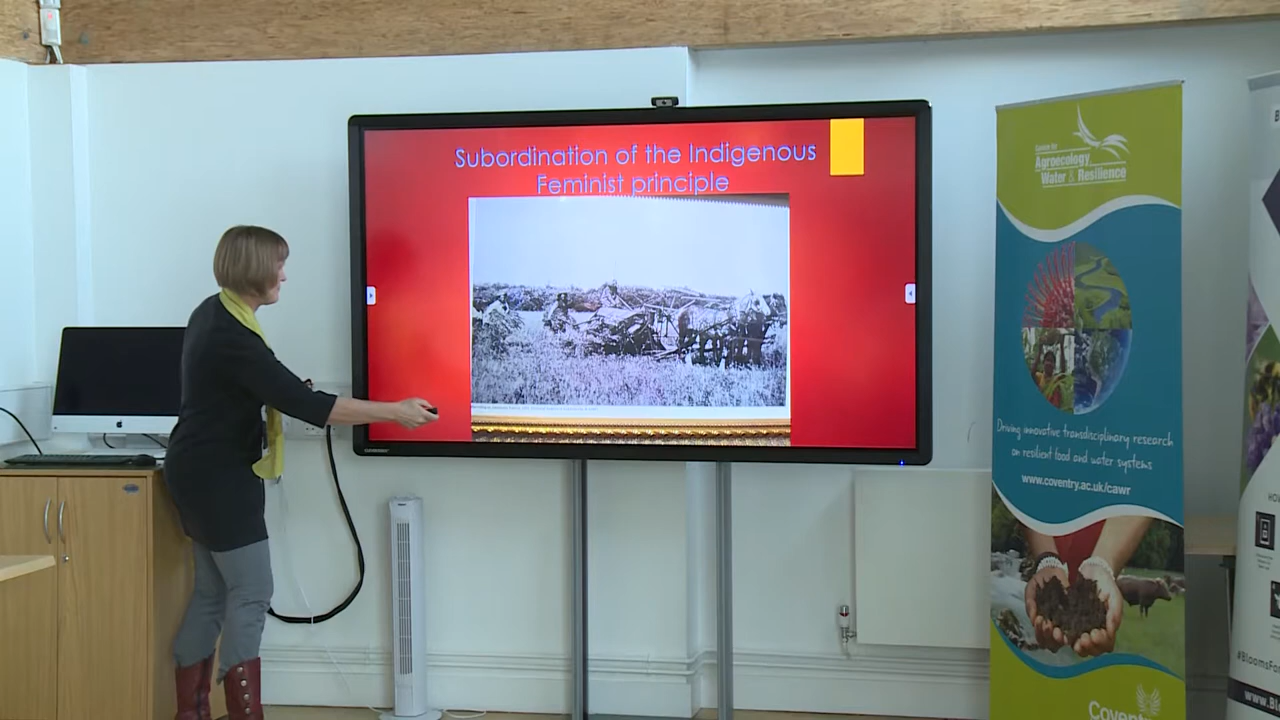 Subordination of the Indigenous
Feminist principle
Centre for
Agroecology,
Water & Resilience
Driving innovative transdisciplinary research
on resilient food and water systems
www.coventry.ac.uk/cawr
Coventry